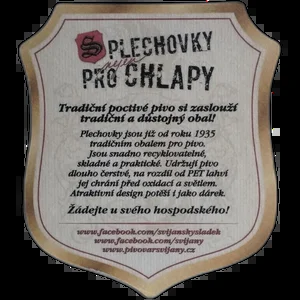 S PLECHOVKY
nejen
PRO CHLAPY
Tradiční poctivé pivo si zaslouží
tradiční a důstojný obal!
Plechovky jsou již od roku 1935
tradičním obalem pro pivo.
Jsou snadno recyklovatelné,
skladné a praktické. Udržují pivo
dlouho čerstvé, na rozdíl od PET lahví
jej chrání před oxidací a světlem.
Atraktivní design potěší i jako dárek.
Žádejte u svého hospodského!
www.facebook.com/svijanskysladek
www.facebook.com/svijany
www.pivovarsvijany.cz